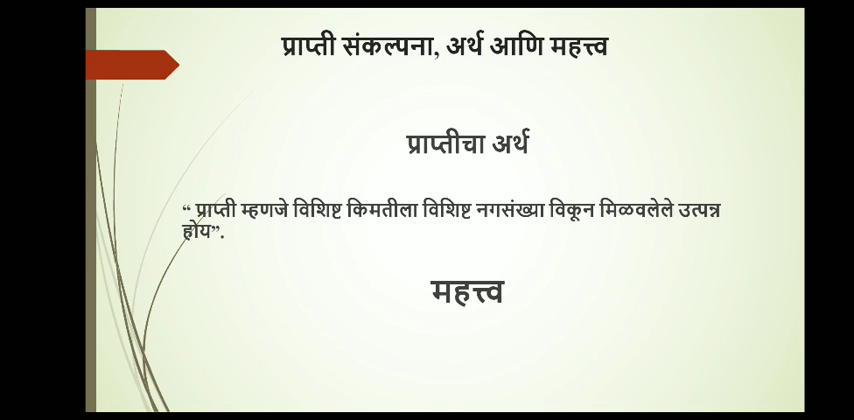 प्राप्ती संकल्पना, अर्थ आणि महत्त्व
प्राप्तीचा अर्थ
“ प्राप्ती म्हणजे विशिष्ट किमतीला विशिष्ट नगसंख्या विकून मिळवलेले उत्पन्न
होय”.
महत्त्व